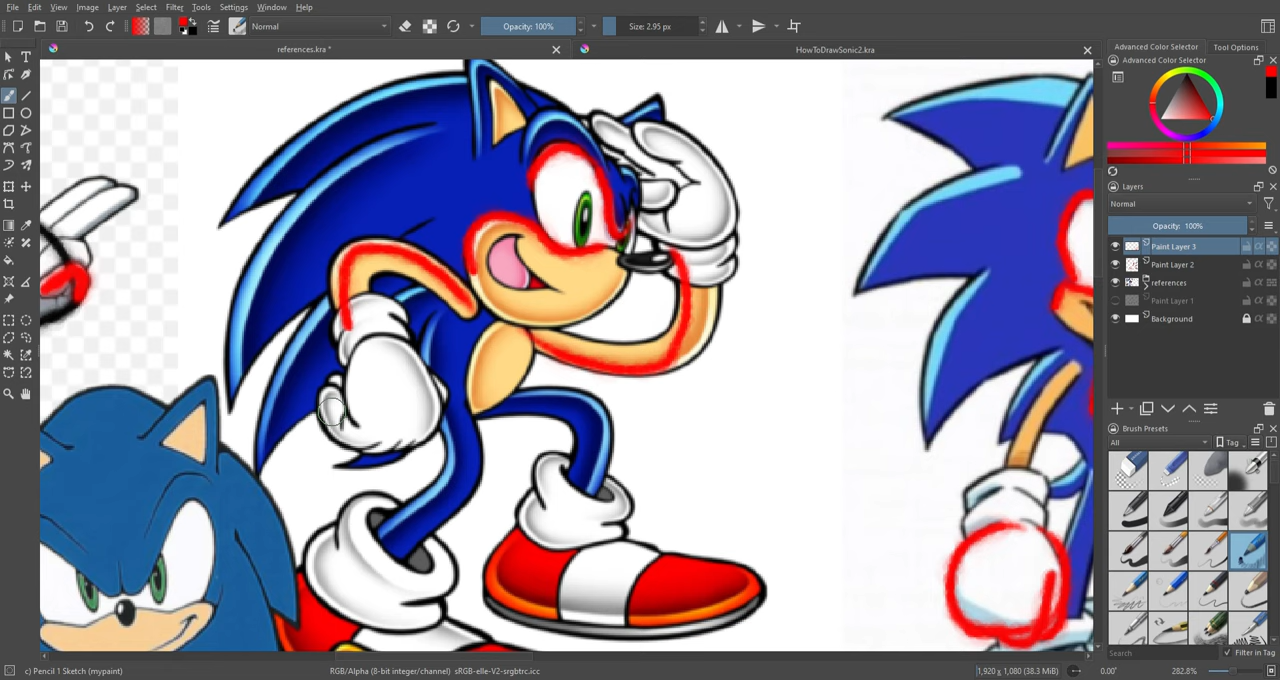 File Edit View Image Layer Select Filter Tools Settings Window Help
Normal Opacity: 100% Size: 2.95 px
references.kra * HowToDrawSonic2.kra
Advanced Color Selector Tool Options
Advanced Color Selector
Layers
Normal
Opacity: 100%
Paint Layer 3
Paint Layer 2
references
Paint Layer 1
Background
Brush Presets
All Tag
Search Filter in Tag
c) Pencil 1 Sketch (mypaint) RGB/Alpha (8-bit integer/channel) sRGB-elle-V2-srgbtrc.icc 1,920 x 1,080 (38.3 MiB) 0.00° 282.8%